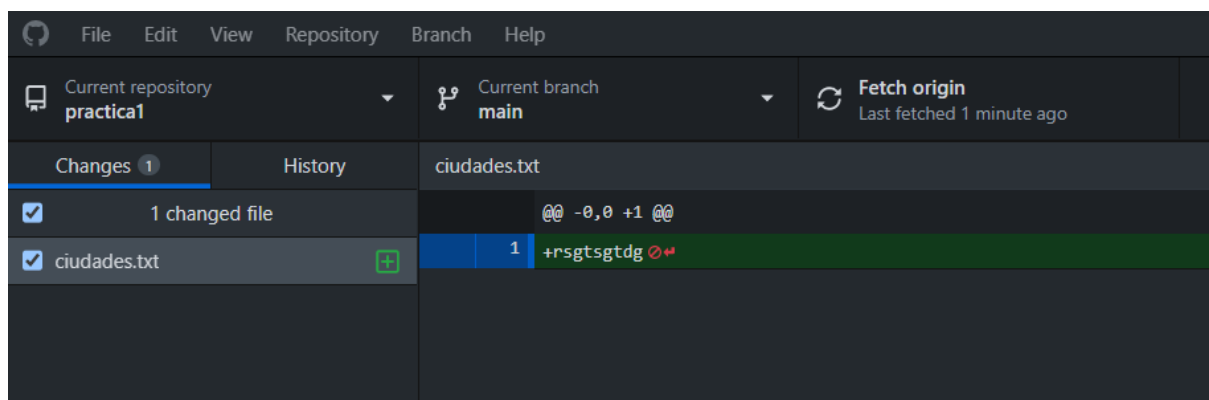 File Edit View Repository Branch Help
Current repository
practica1
Current branch
main
Fetch origin
Last fetched 1 minute ago
Changes 1 History
ciudades.txt
1 changed file
@@ -0,0 +1 @@
ciudades.txt
1 +rsgtsgtdg